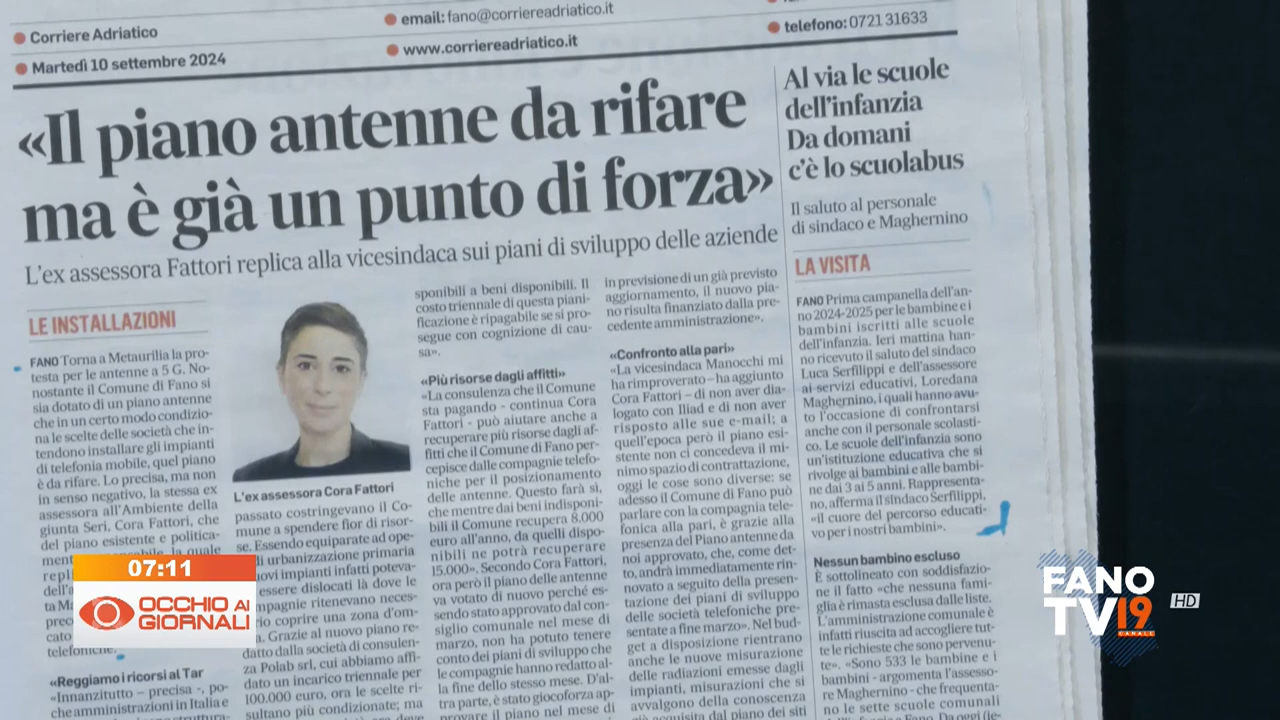 Corriere Adriatico
Martedì 10 settembre 2024
email: fano@corriereadriatico.it
www.corriereadriatico.it
telefono: 0721 31633
«Il piano antenne da rifare
ma è già un punto di forza»
L'ex assessora Fattori replica alla vicesindaca sui piani di sviluppo delle aziende
LE INSTALLAZIONI
FANO Torna a Metaurilia la pro-
testa per le antenne a 5 G. No-
nostante il Comune di Fano si
sia dotato di un piano antenne
che in un certo modo condizio-
na le scelte delle società che in-
tendono installare gli impianti
di telefonia mobile, quel piano
è da rifare. Lo precisa, ma non
in senso negativo, la stessa ex
assessora all'Ambiente della
giunta Seri, Cora Fattori, che
del piano esistente e politica-
la quale
telefoniche.
«Reggiamo i ricorsi al Tar
«Innanzitutto – precisa -, po-
che amministrazioni in Italia e
L'ex assessora Cora Fattori
passato costringevano il Co-
mune a spendere fior di risor-
se. Essendo equiparate ad ope-
di urbanizzazione primaria
nuovi impianti infatti poteva-
essere dislocati là dove le
compagnie ritenevano neces-
coprire una zona d'om-
Grazie al nuovo piano re-
datto dalla società di consulen-
za Polab srl, cui abbiamo affi-
dato un incarico triennale per
100.000 euro, ora le scelte ri-
sultano più condizionate; ma
sponibili a beni disponibili. Il
costo triennale di questa piani-
ficazione è ripagabile se si pro-
segue con cognizione di cau-
sa».
«Più risorse dagli affitti»
«La consulenza che il Comune
sta pagando - continua Cora
Fattori - può aiutare anche a
recuperare più risorse dagli af-
fitti che il Comune di Fano per-
cepisce dalle compagnie telefo-
niche per il posizionamento
delle antenne. Questo farà sì,
che mentre dai beni indisponi-
bili il Comune recupera 8.000
euro all'anno, da quelli dispo-
nibili ne potrà recuperare
15.000». Secondo Cora Fattori,
ora però il piano delle antenne
va votato di nuovo perché es-
sendo stato approvato dal con-
siglio comunale nel mese di
marzo, non ha potuto tenere
conto dei piani di sviluppo che
le compagnie hanno redatto al-
la fine dello stesso mese. D'al-
tra parte, è stato giocoforza ap-
provare il piano nel mese di
in previsione di un già previsto
aggiornamento, il nuovo pia-
no risulta finanziato dalla pre-
cedente amministrazione».
«Confronto alla pari»
«La vicesindaca Manocchi mi
ha rimproverato – ha aggiunto
Cora Fattori – di non aver dia-
logato con Iliad e di non aver
risposto alle sue e-mail; a
quell'epoca però il piano esi-
stente non ci concedeva il mi-
nimo spazio di contrattazione,
oggi le cose sono diverse: se
adesso il Comune di Fano può
parlare con la compagnia tele-
fonica alla pari, è grazie alla
presenza del Piano antenne da
noi approvato, che, come det-
to, andrà immediatamente rin-
novato a seguito della presen-
tazione dei piani di sviluppo
delle società telefoniche pre-
sentate a fine marzo». Nel bud-
get a disposizione rientrano
anche le nuove misurazione
delle radiazioni emesse dagli
impianti, misurazioni che si
avvalgono della conoscenza
già acquisita dal piano dei siti
Al via le scuole
dell'infanzia
Da domani
c'è lo scuolabus
Il saluto al personale
di sindaco e Maghernino
LA VISITA
FANO Prima campanella dell'an-
no 2024-2025 per le bambine e i
bambini iscritti alle scuole
dell'infanzia. Ieri mattina han-
no ricevuto il saluto del sindaco
Luca Serfilippi e dell'assessore
ai servizi educativi, Loredana
Maghernino, i quali hanno avu-
to l'occasione di confrontarsi
anche con il personale scolasti-
co. Le scuole dell'infanzia sono
un'istituzione educativa che si
rivolge ai bambini e alle bambi-
ne dai 3 ai 5 anni. Rappresenta-
no, afferma il sindaco Serfilippi,
«il cuore del percorso educati-
vo per i nostri bambini».
Nessun bambino escluso
È sottolineato con soddisfazio-
ne il fatto «che nessuna fami-
glia è rimasta esclusa dalle liste.
L'amministrazione comunale è
infatti riuscita ad accogliere tut-
te le richieste che sono pervenu-
te». «Sono 533 le bambine e i
bambini - argomenta l'assesso-
re Maghernino - che frequenta-
no le sette scuole comunali
07:11
OCCHIO AI
GIORNALI
FANO
TV19
CANALE
HD